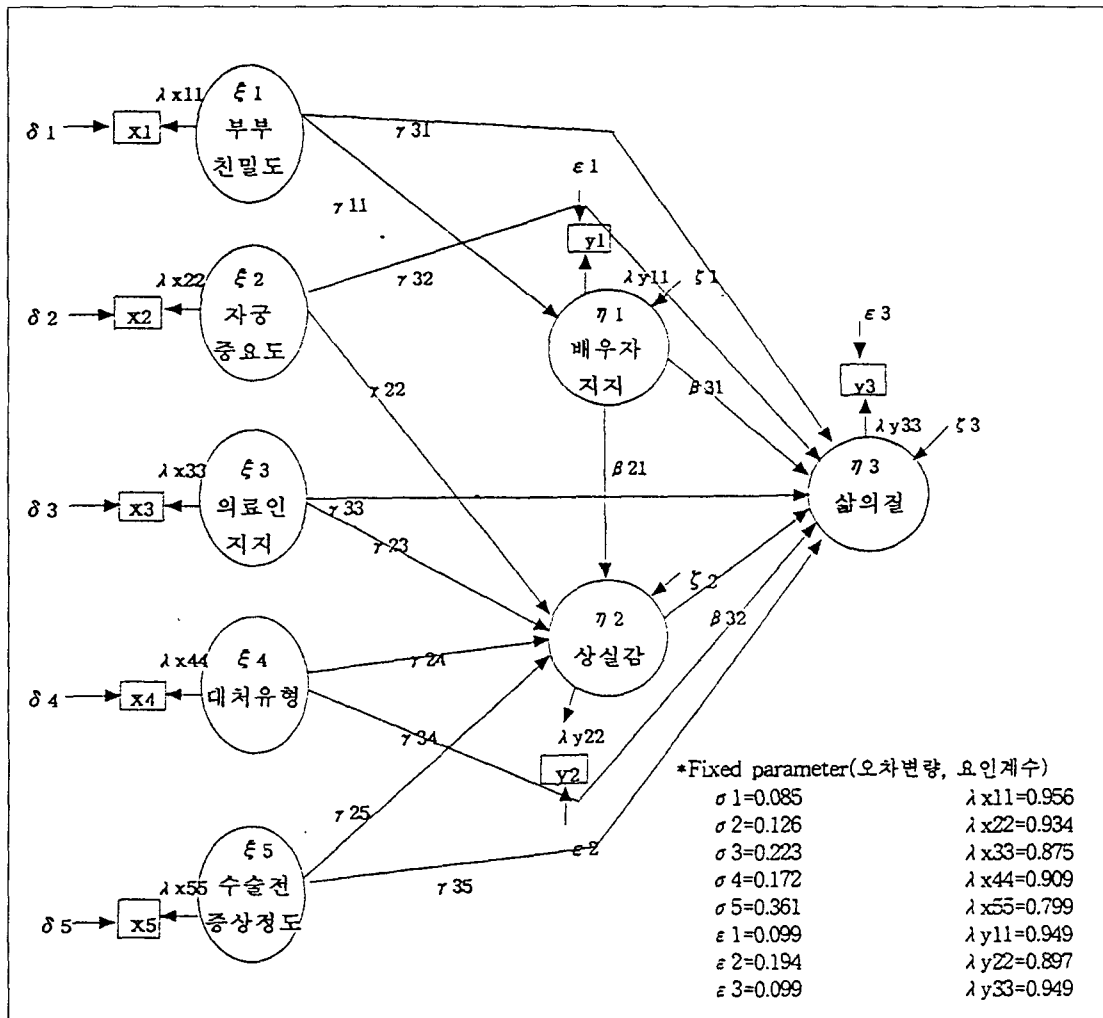 ξ1
부부
친밀도
λx11
δ1
x1
γ31
γ11
ε1
y1
ξ2
자궁
중요도
λx22
δ2
x2
γ32
λy11
ζ1
η1
배우자
지지
ε3
y3
γ22
β31
λy33
ζ3
ξ3
의료인
지지
λx33
δ3
x3
β21
η3
삶의질
γ33
γ23
ζ2
η2
상실감
β32
ξ4
대처유형
λx44
δ4
x4
γ24
γ34
λy22
y2
γ25
ε2
ξ5
수술전
증상정도
λx55
δ5
x5
γ35
*Fixed parameter(오차변량, 요인계수)
σ1=0.085 λx11=0.956
σ2=0.126 λx22=0.934
σ3=0.223 λx33=0.875
σ4=0.172 λx44=0.909
σ5=0.361 λx55=0.799
ε1=0.099 λy11=0.949
ε2=0.194 λy22=0.897
ε3=0.099 λy33=0.949